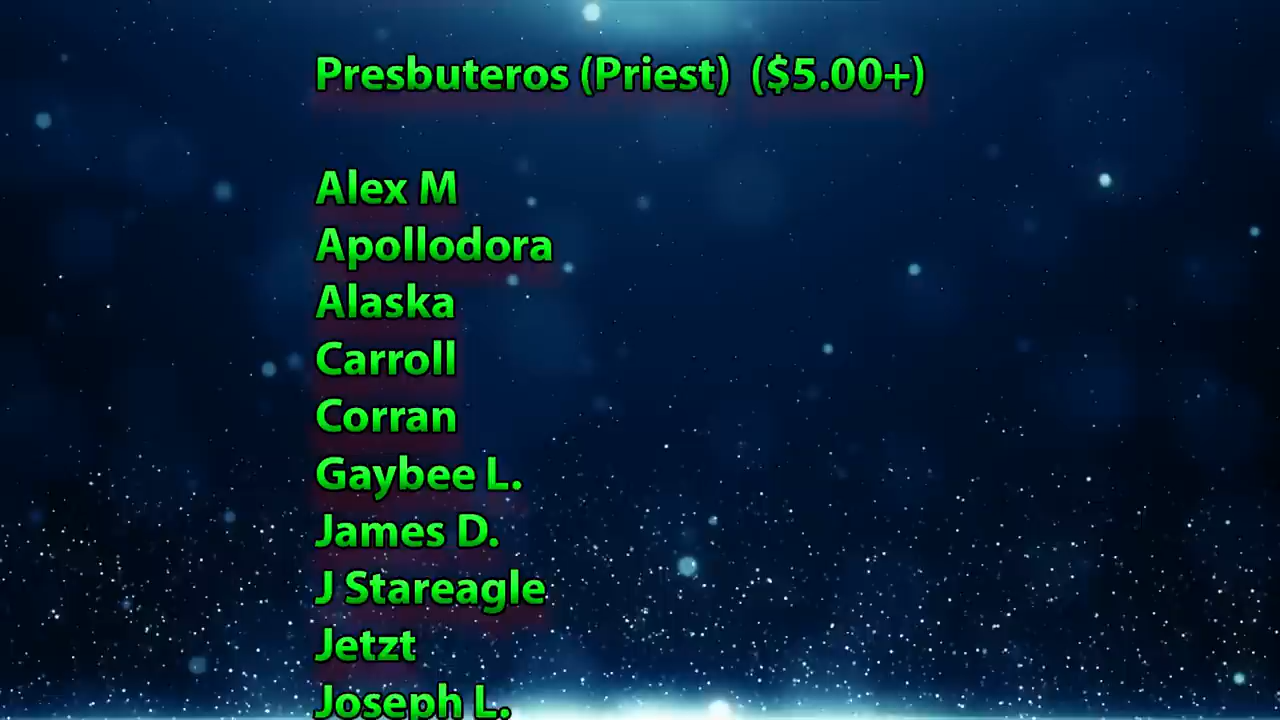 Presbuteros (Priest) ($5.00+)
Alex M
Apollodora
Alaska
Carroll
Corran
Gaybee L.
James D.
J Stareagle
Jetzt
Joseph L.